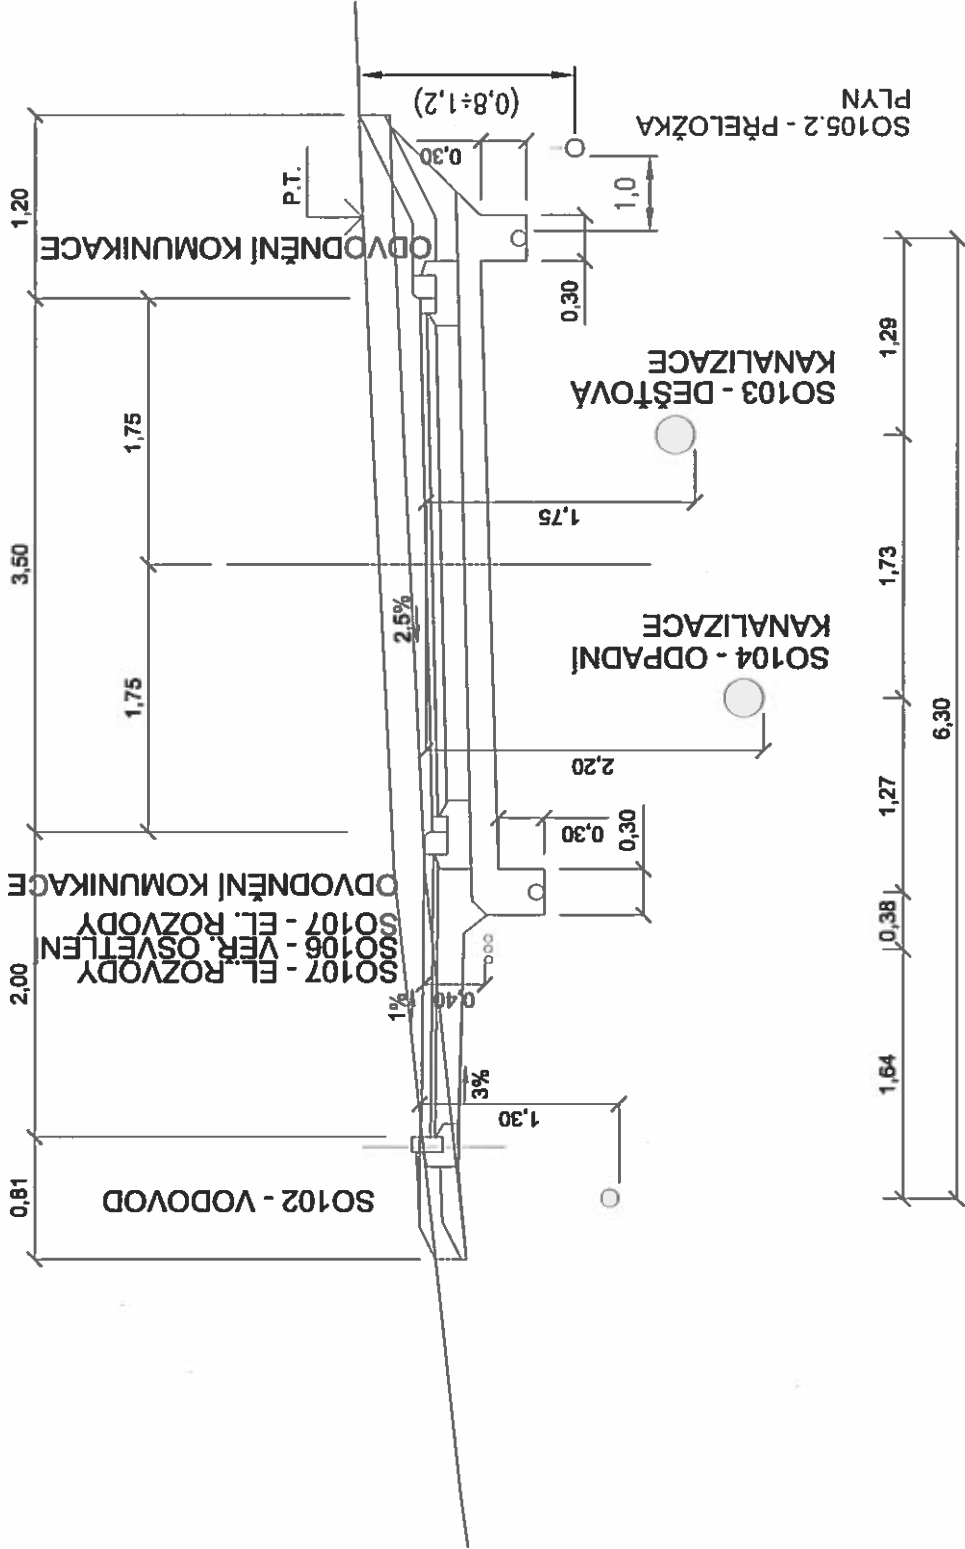 1,20
3,50
2,00
0,81
1,75
1,75
P.T.
ODVODNĚNÍ KOMUNIKACE
(0,8÷1,2)
0,30
SO105.2 - PŘELOŽKA
PLYN
1,0
0,30
SO103 - DEŠŤOVÁ
KANALIZACE
1,75
2,5%
SO104 - ODPADNÍ
KANALIZACE
2,20
0,30
0,30
ODVODNĚNÍ KOMUNIKACE
SO107 - EL. ROZVODY
SO106 - VEŘ. OSVĚTLENÍ
SO107 - EL. ROZVODY
1%
0,40
3%
1,30
SO102 - VODOVOD
1,29
1,73
1,27
0,38
1,64
6,30